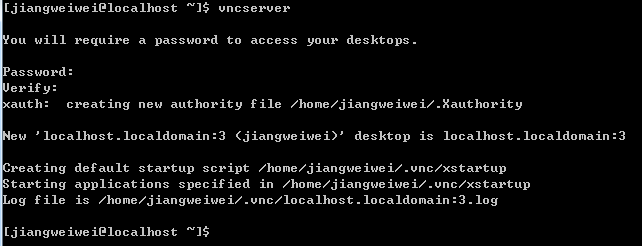 [jiangweiwei@localhost ~]$ vncserver
You will require a password to access your desktops.
Password:
Verify:
xauth:  creating new authority file /home/jiangweiwei/.Xauthority
New 'localhost.localdomain:3 (jiangweiwei)' desktop is localhost.localdomain:3
Creating default startup script /home/jiangweiwei/.vnc/xstartup
Starting applications specified in /home/jiangweiwei/.vnc/xstartup
Log file is /home/jiangweiwei/.vnc/localhost.localdomain:3.log
[jiangweiwei@localhost ~]$